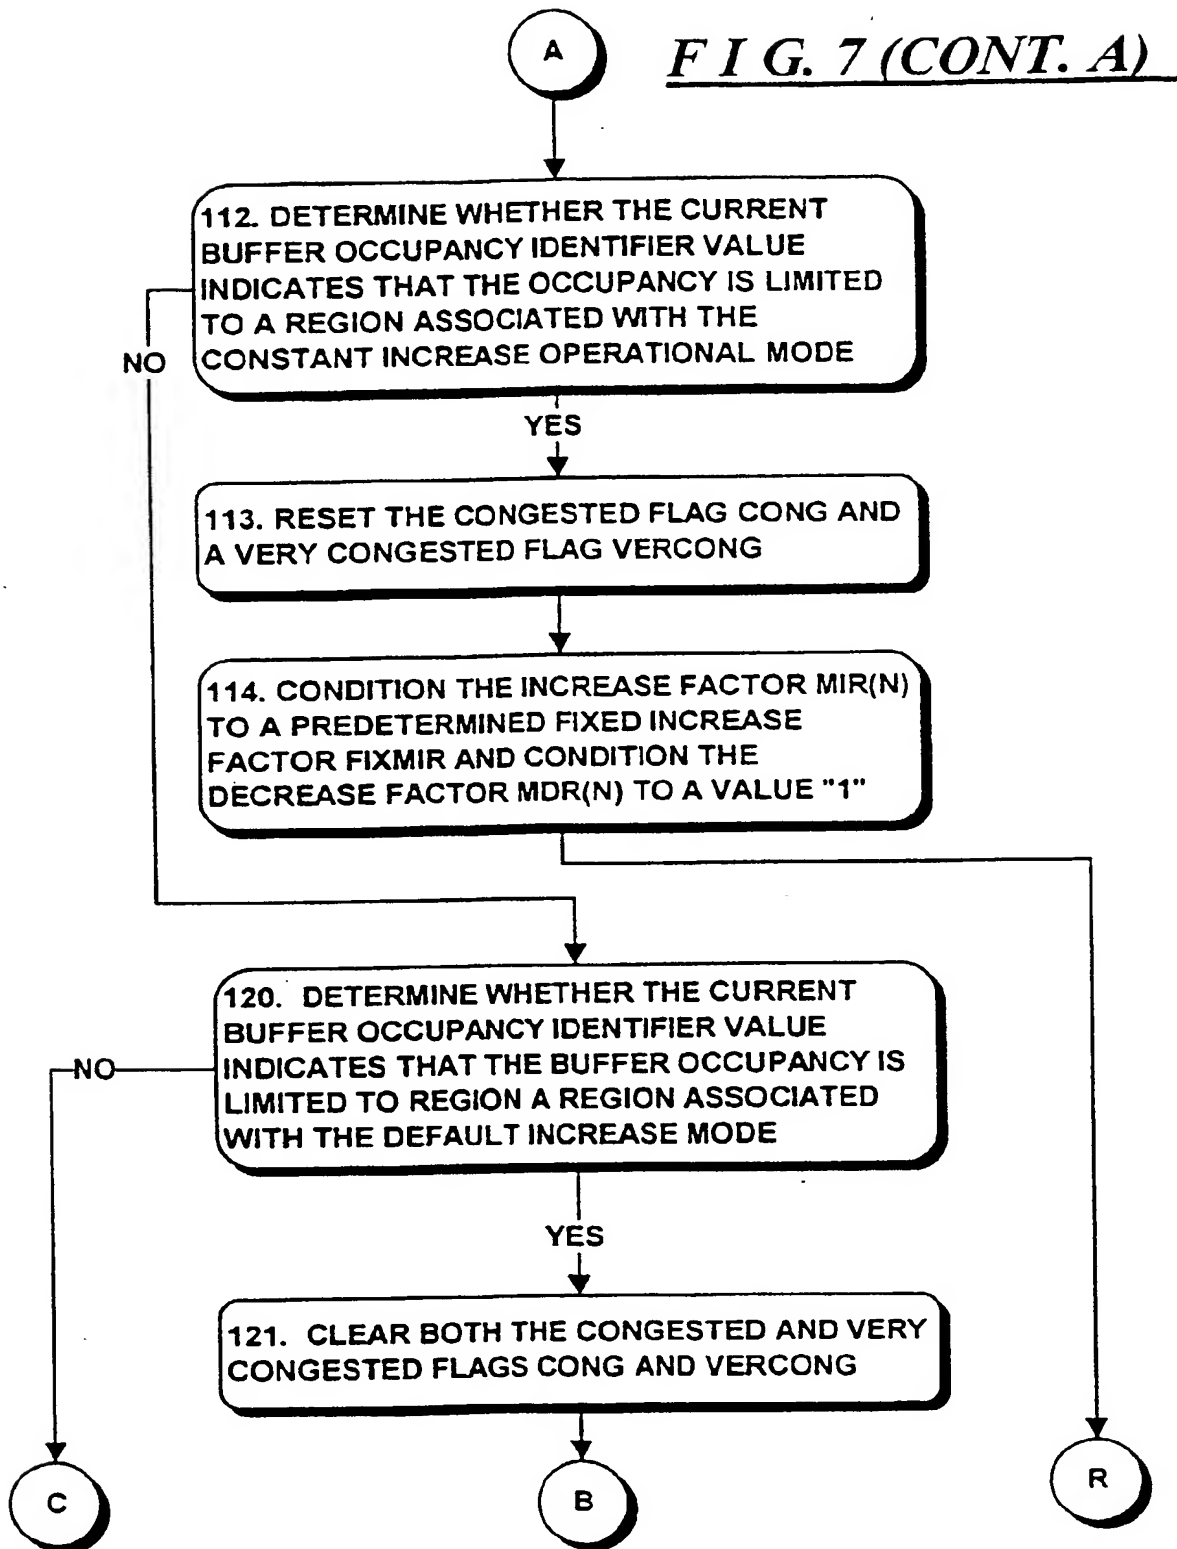 A
F I G. 7 (CONT. A)
112. DETERMINE WHETHER THE CURRENT
BUFFER OCCUPANCY IDENTIFIER VALUE
INDICATES THAT THE OCCUPANCY IS LIMITED
TO A REGION ASSOCIATED WITH THE
CONSTANT INCREASE OPERATIONAL MODE
NO
YES
113. RESET THE CONGESTED FLAG CONG AND
A VERY CONGESTED FLAG VERCONG
114. CONDITION THE INCREASE FACTOR MIR(N)
TO A PREDETERMINED FIXED INCREASE
FACTOR FIXMIR AND CONDITION THE
DECREASE FACTOR MDR(N) TO A VALUE "1"
120. DETERMINE WHETHER THE CURRENT
BUFFER OCCUPANCY IDENTIFIER VALUE
INDICATES THAT THE BUFFER OCCUPANCY IS
LIMITED TO REGION A REGION ASSOCIATED
WITH THE DEFAULT INCREASE MODE
NO
YES
121. CLEAR BOTH THE CONGESTED AND VERY
CONGESTED FLAGS CONG AND VERCONG
C
B
R